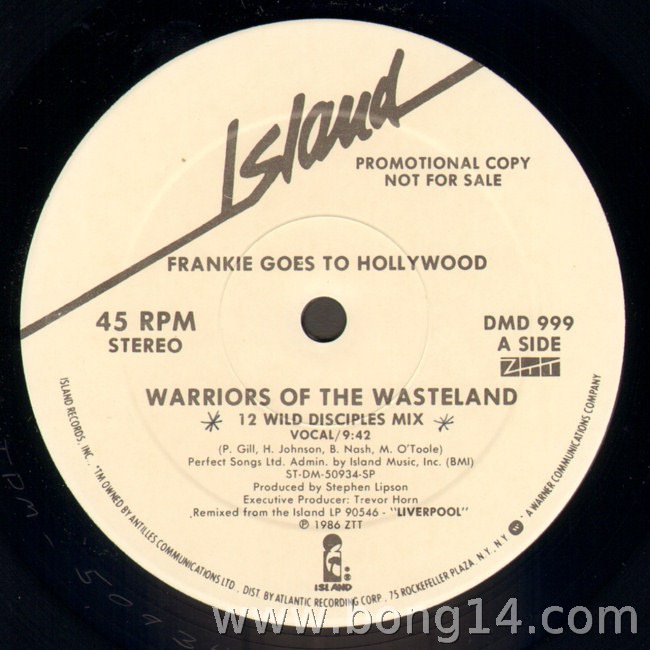 Island
PROMOTIONAL COPY
NOT FOR SALE
FRANKIE GOES TO HOLLYWOOD
45 RPM
STEREO
DMD 999
A SIDE
ZTT
WARRIORS OF THE WASTELAND
* 12 WILD DISCIPLES MIX *
VOCAL/9:42
(P. Gill, H. Johnson, B. Nash, M. O'Toole)
Perfect Songs Ltd. Admin. by Island Music, Inc. (BMI)
ST-DM-50934-SP
Produced by Stephen Lipson
Executive Producer: Trevor Horn
Remixed from the Island LP 90546 - "LIVERPOOL"
℗ 1986 ZTT
ISLAND®
ISLAND RECORDS, INC. ™ OWNED BY ANTILLES COMMUNICATIONS LTD. DIST. BY ATLANTIC RECORDING CORP. 75 ROCKEFELLER PLAZA, N.Y., N.Y. A WARNER COMMUNICATIONS COMPANY
www.bong14.com